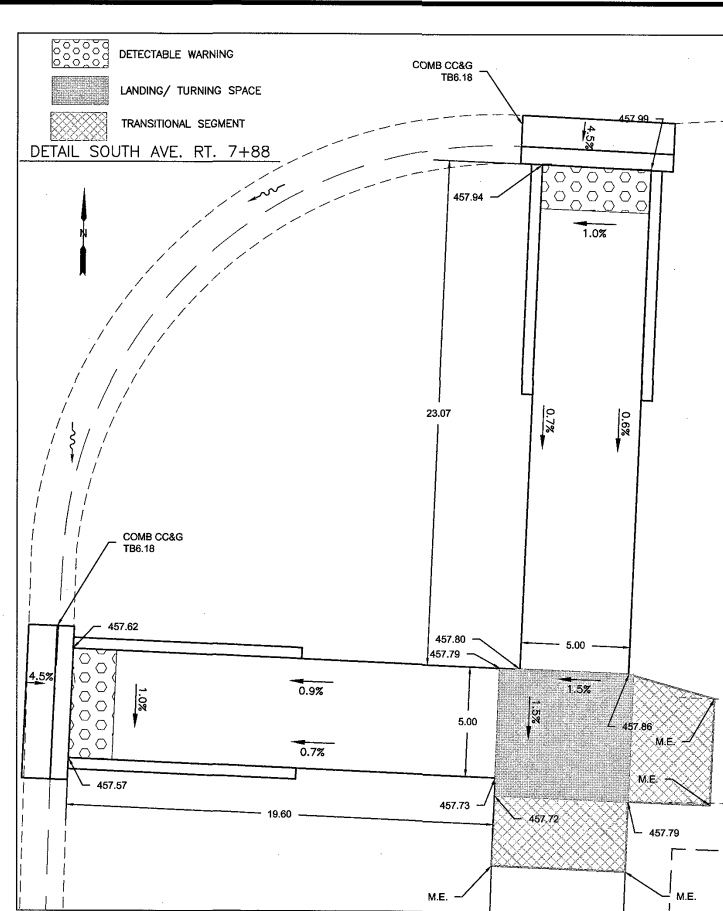 DETECTABLE WARNING
LANDING/ TURNING SPACE
TRANSITIONAL SEGMENT
DETAIL SOUTH AVE. RT. 7+88
N
COMB CC&G
TB6.18
457.99
4.5%
457.94
1.0%
23.07
0.7%
0.6%
COMB CC&G
TB6.18
457.62
457.80
457.79
5.00
4.5%
1.0%
0.9%
0.7%
5.00
1.5%
1.5%
457.86
M.E.
M.E.
457.57
19.60
457.73
457.72
457.79
M.E.
M.E.